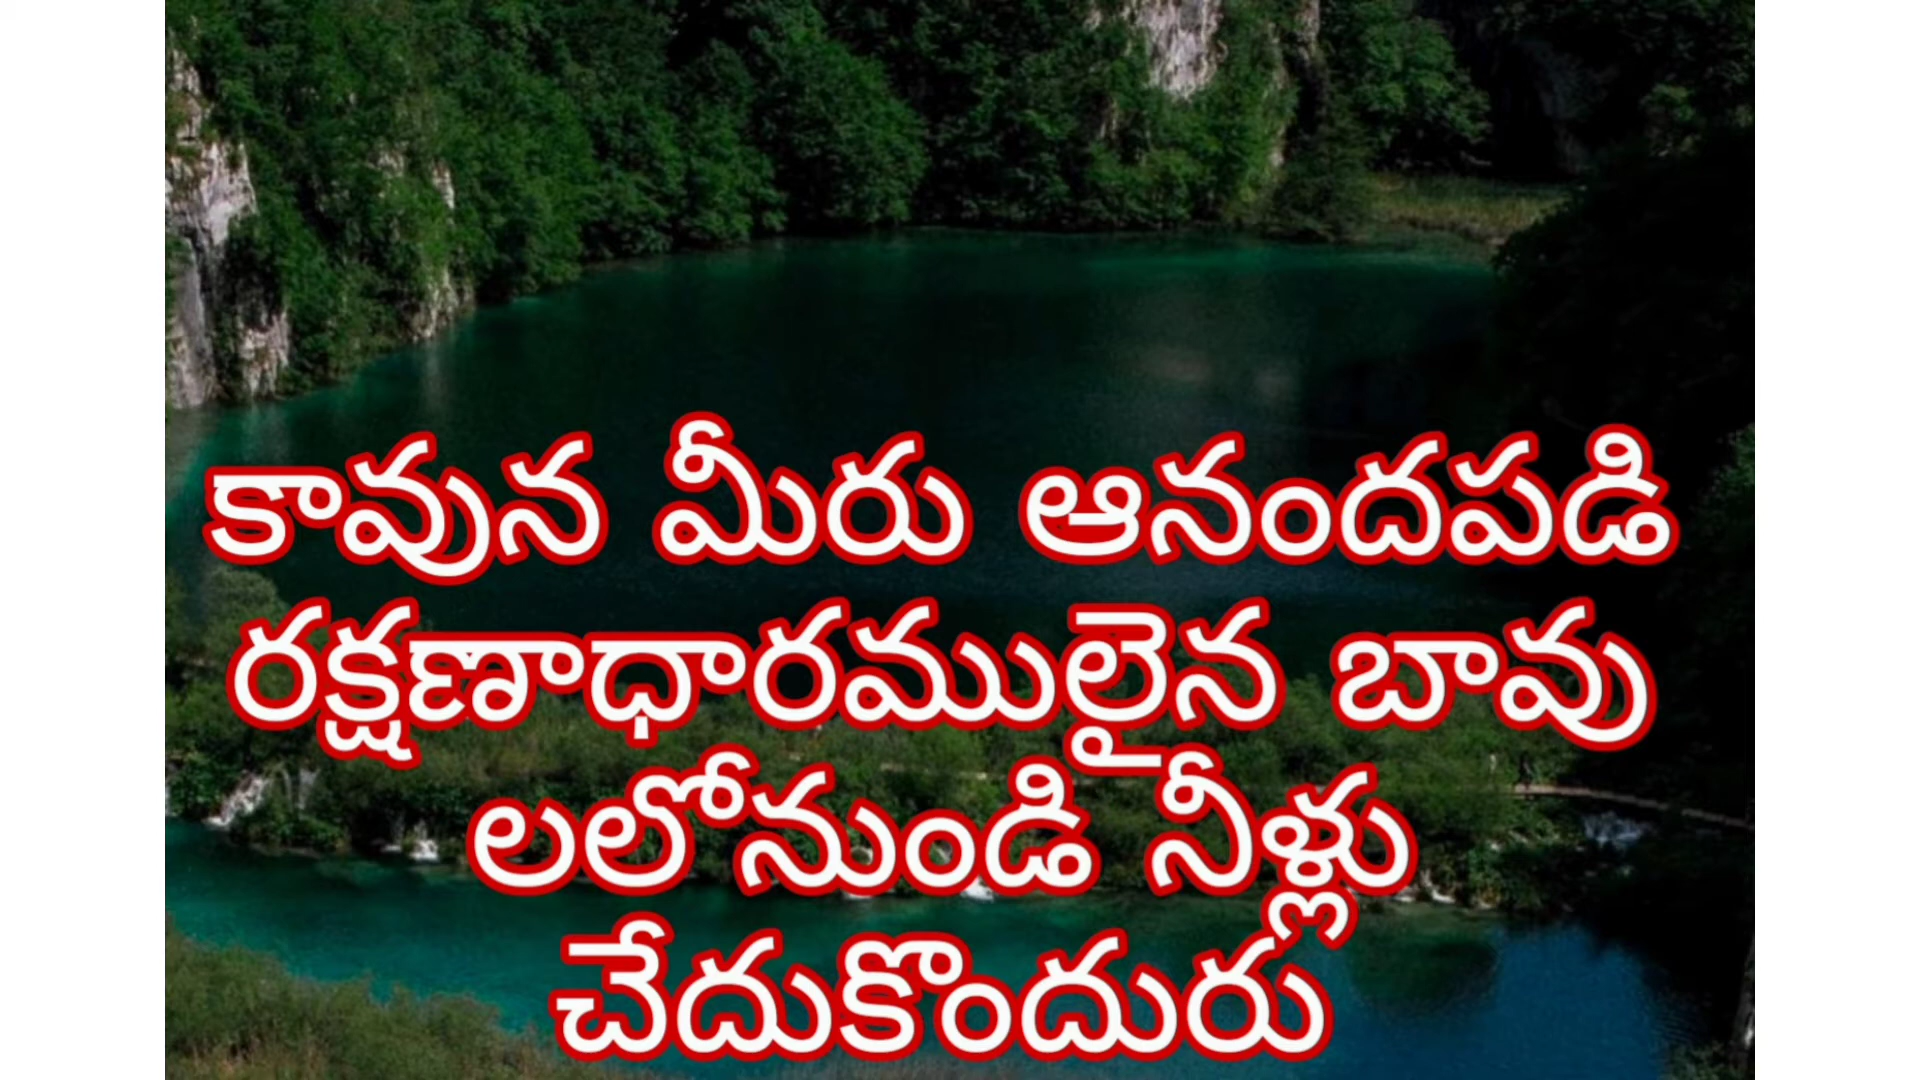 కావున మీరు ఆనందపడి
రక్షణాధారములైన బావు
లలోనుండి నీళ్లు
చేదుకొందురు